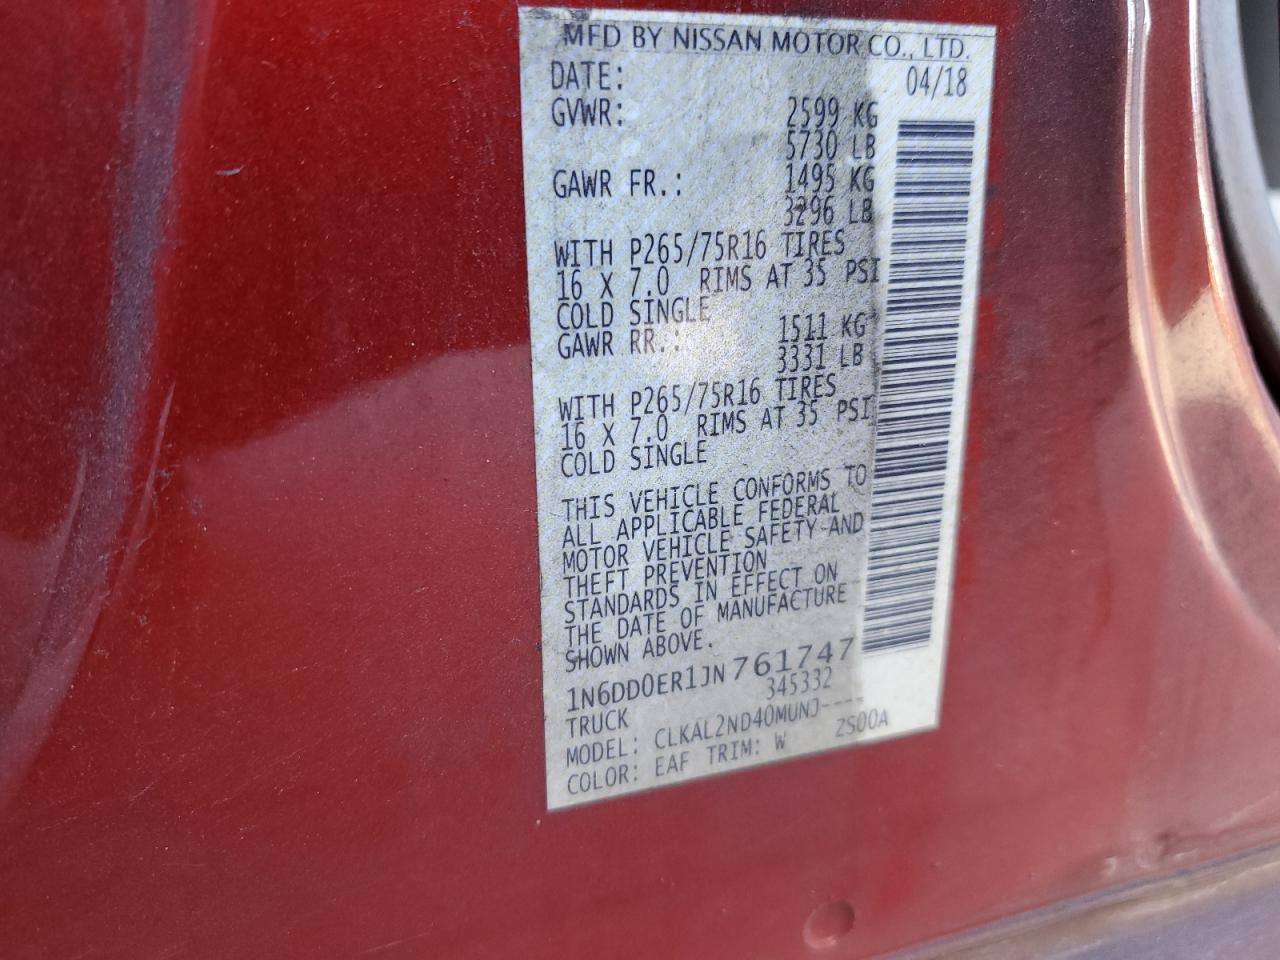 MFD BY NISSAN MOTOR CO., LTD.
DATE: 04/18
GVWR: 2599 KG
5730 LB
GAWR FR.: 1495 KG
3296 LB
WITH P265/75R16 TIRES
16 X 7.0 RIMS AT 35 PSI
COLD SINGLE
GAWR RR.: 1511 KG
3331 LB
WITH P265/75R16 TIRES
16 X 7.0 RIMS AT 35 PSI
COLD SINGLE
THIS VEHICLE CONFORMS TO
ALL APPLICABLE FEDERAL
MOTOR VEHICLE SAFETY AND
THEFT PREVENTION
STANDARDS IN EFFECT ON
THE DATE OF MANUFACTURE
SHOWN ABOVE.
1N6DD0ER1JN761747
TRUCK 345332
MODEL: CLKAL2ND40MUNJ----
COLOR: EAF TRIM: W ZS00A